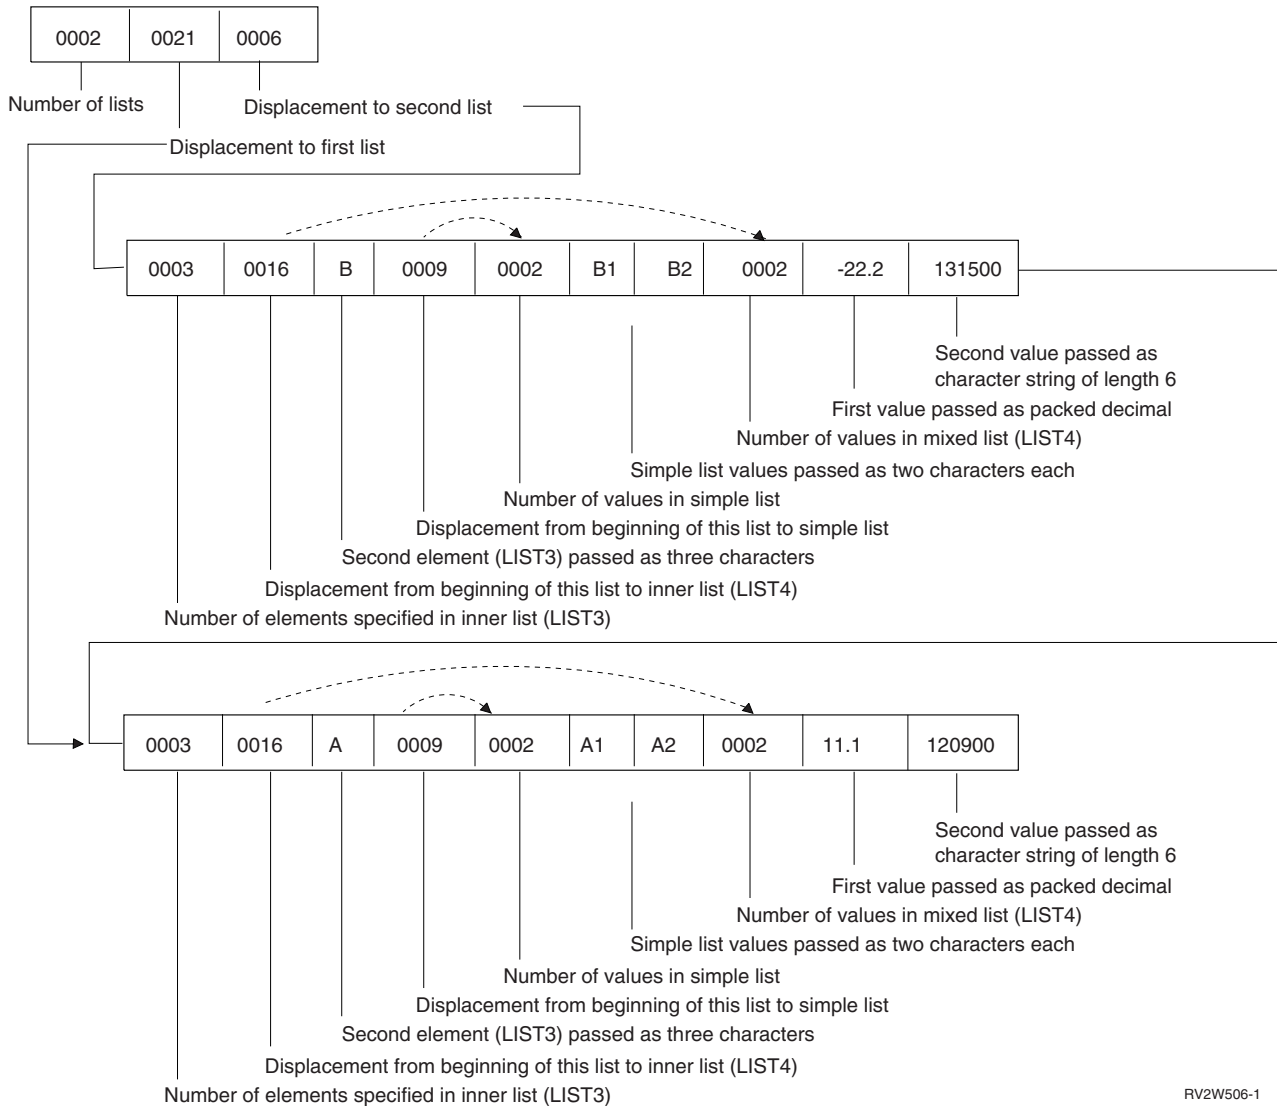 0002 0021 0006
Number of lists
Displacement to second list
Displacement to first list
0003 0016 B 0009 0002 B1 B2 0002 -22.2 131500
Second value passed as
character string of length 6
First value passed as packed decimal
Number of values in mixed list (LIST4)
Simple list values passed as two characters each
Number of values in simple list
Displacement from beginning of this list to simple list
Second element (LIST3) passed as three characters
Displacement from beginning of this list to inner list (LIST4)
Number of elements specified in inner list (LIST3)
0003 0016 A 0009 0002 A1 A2 0002 11.1 120900
Second value passed as
character string of length 6
First value passed as packed decimal
Number of values in mixed list (LIST4)
Simple list values passed as two characters each
Number of values in simple list
Displacement from beginning of this list to simple list
Second element (LIST3) passed as three characters
Displacement from beginning of this list to inner list (LIST4)
Number of elements specified in inner list (LIST3)
RV2W506-1